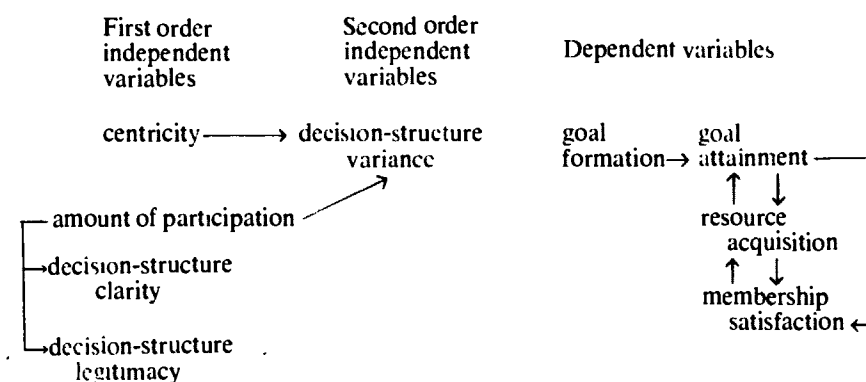 First order
independent
variables
Second order
independent
variables
Dependent variables
centricity
decision-structure
variance
goal
formation
goal
attainment
amount of participation
decision-structure
clarity
decision-structure
legitimacy
resource
acquisition
membership
satisfaction